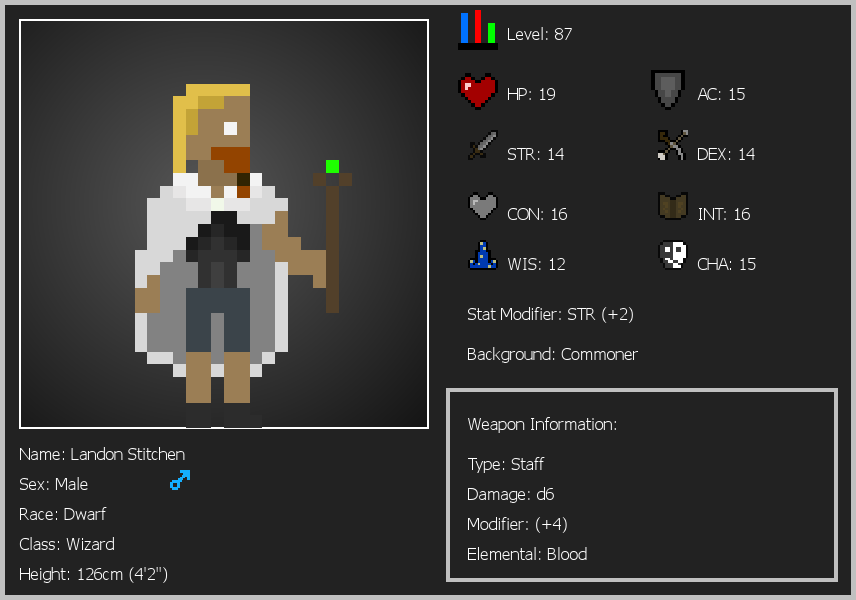 Level: 87
HP: 19
AC: 15
STR: 14
DEX: 14
CON: 16
INT: 16
WIS: 12
CHA: 15
Stat Modifier: STR (+2)
Background: Commoner
Weapon Information:
Type: Staff
Damage: d6
Modifier: (+4)
Elemental: Blood
Name: Landon Stitchen
Sex: Male
Race: Dwarf
Class: Wizard
Height: 126cm (4'2")